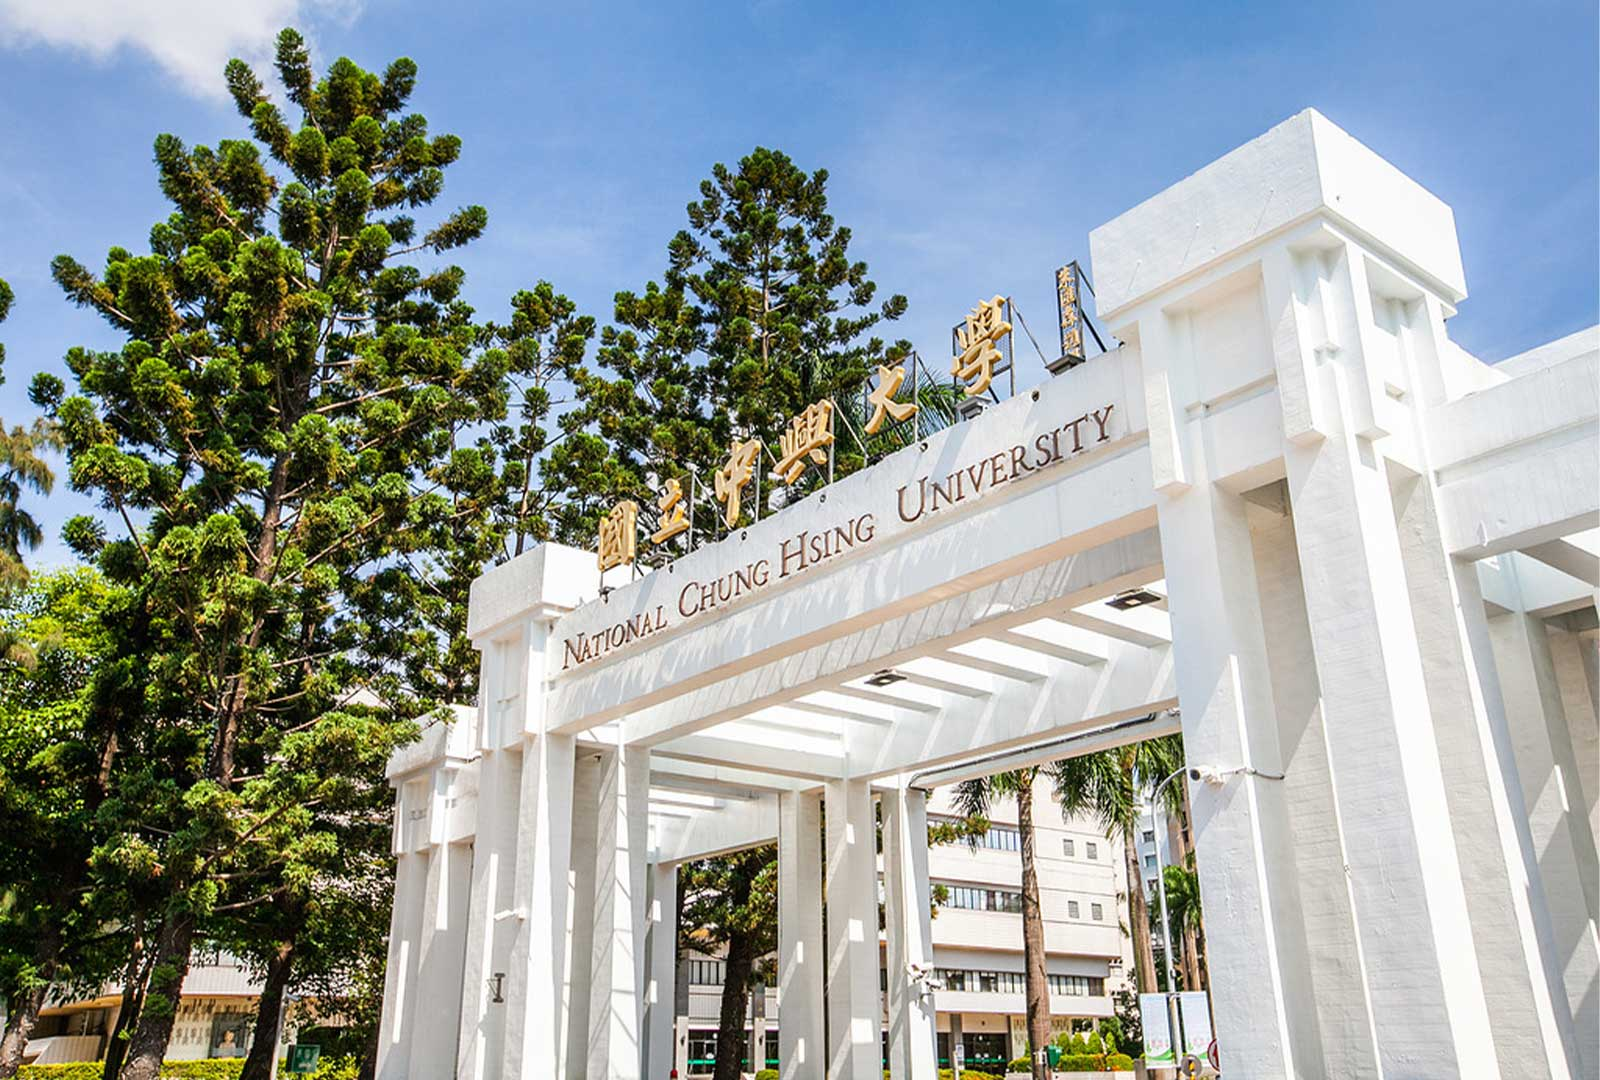 國立中興大學
NATIONAL CHUNG HSING UNIVERSITY